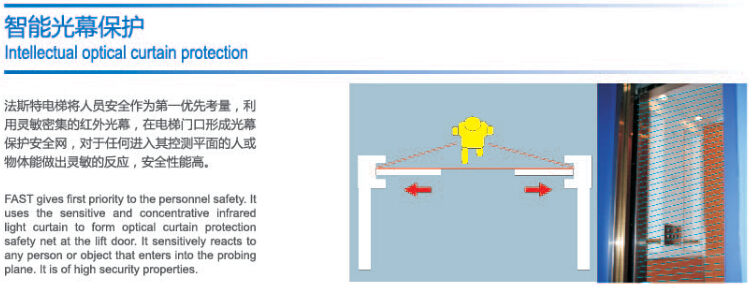 智能光幕保护
Intellectual optical curtain protection
法斯特电梯将人员安全作为第一优先考量，利
用灵敏密集的红外光幕，在电梯门口形成光幕
保护安全网，对于任何进入其控测平面的人或
物体能做出灵敏的反应，安全性能高。
FAST gives first priority to the personnel safety. It
uses the sensitive and concentrative infrared
light curtain to form optical curtain protection
safety net at the lift door. It sensitively reacts to
any person or object that enters into the probing
plane. It is of high security properties.